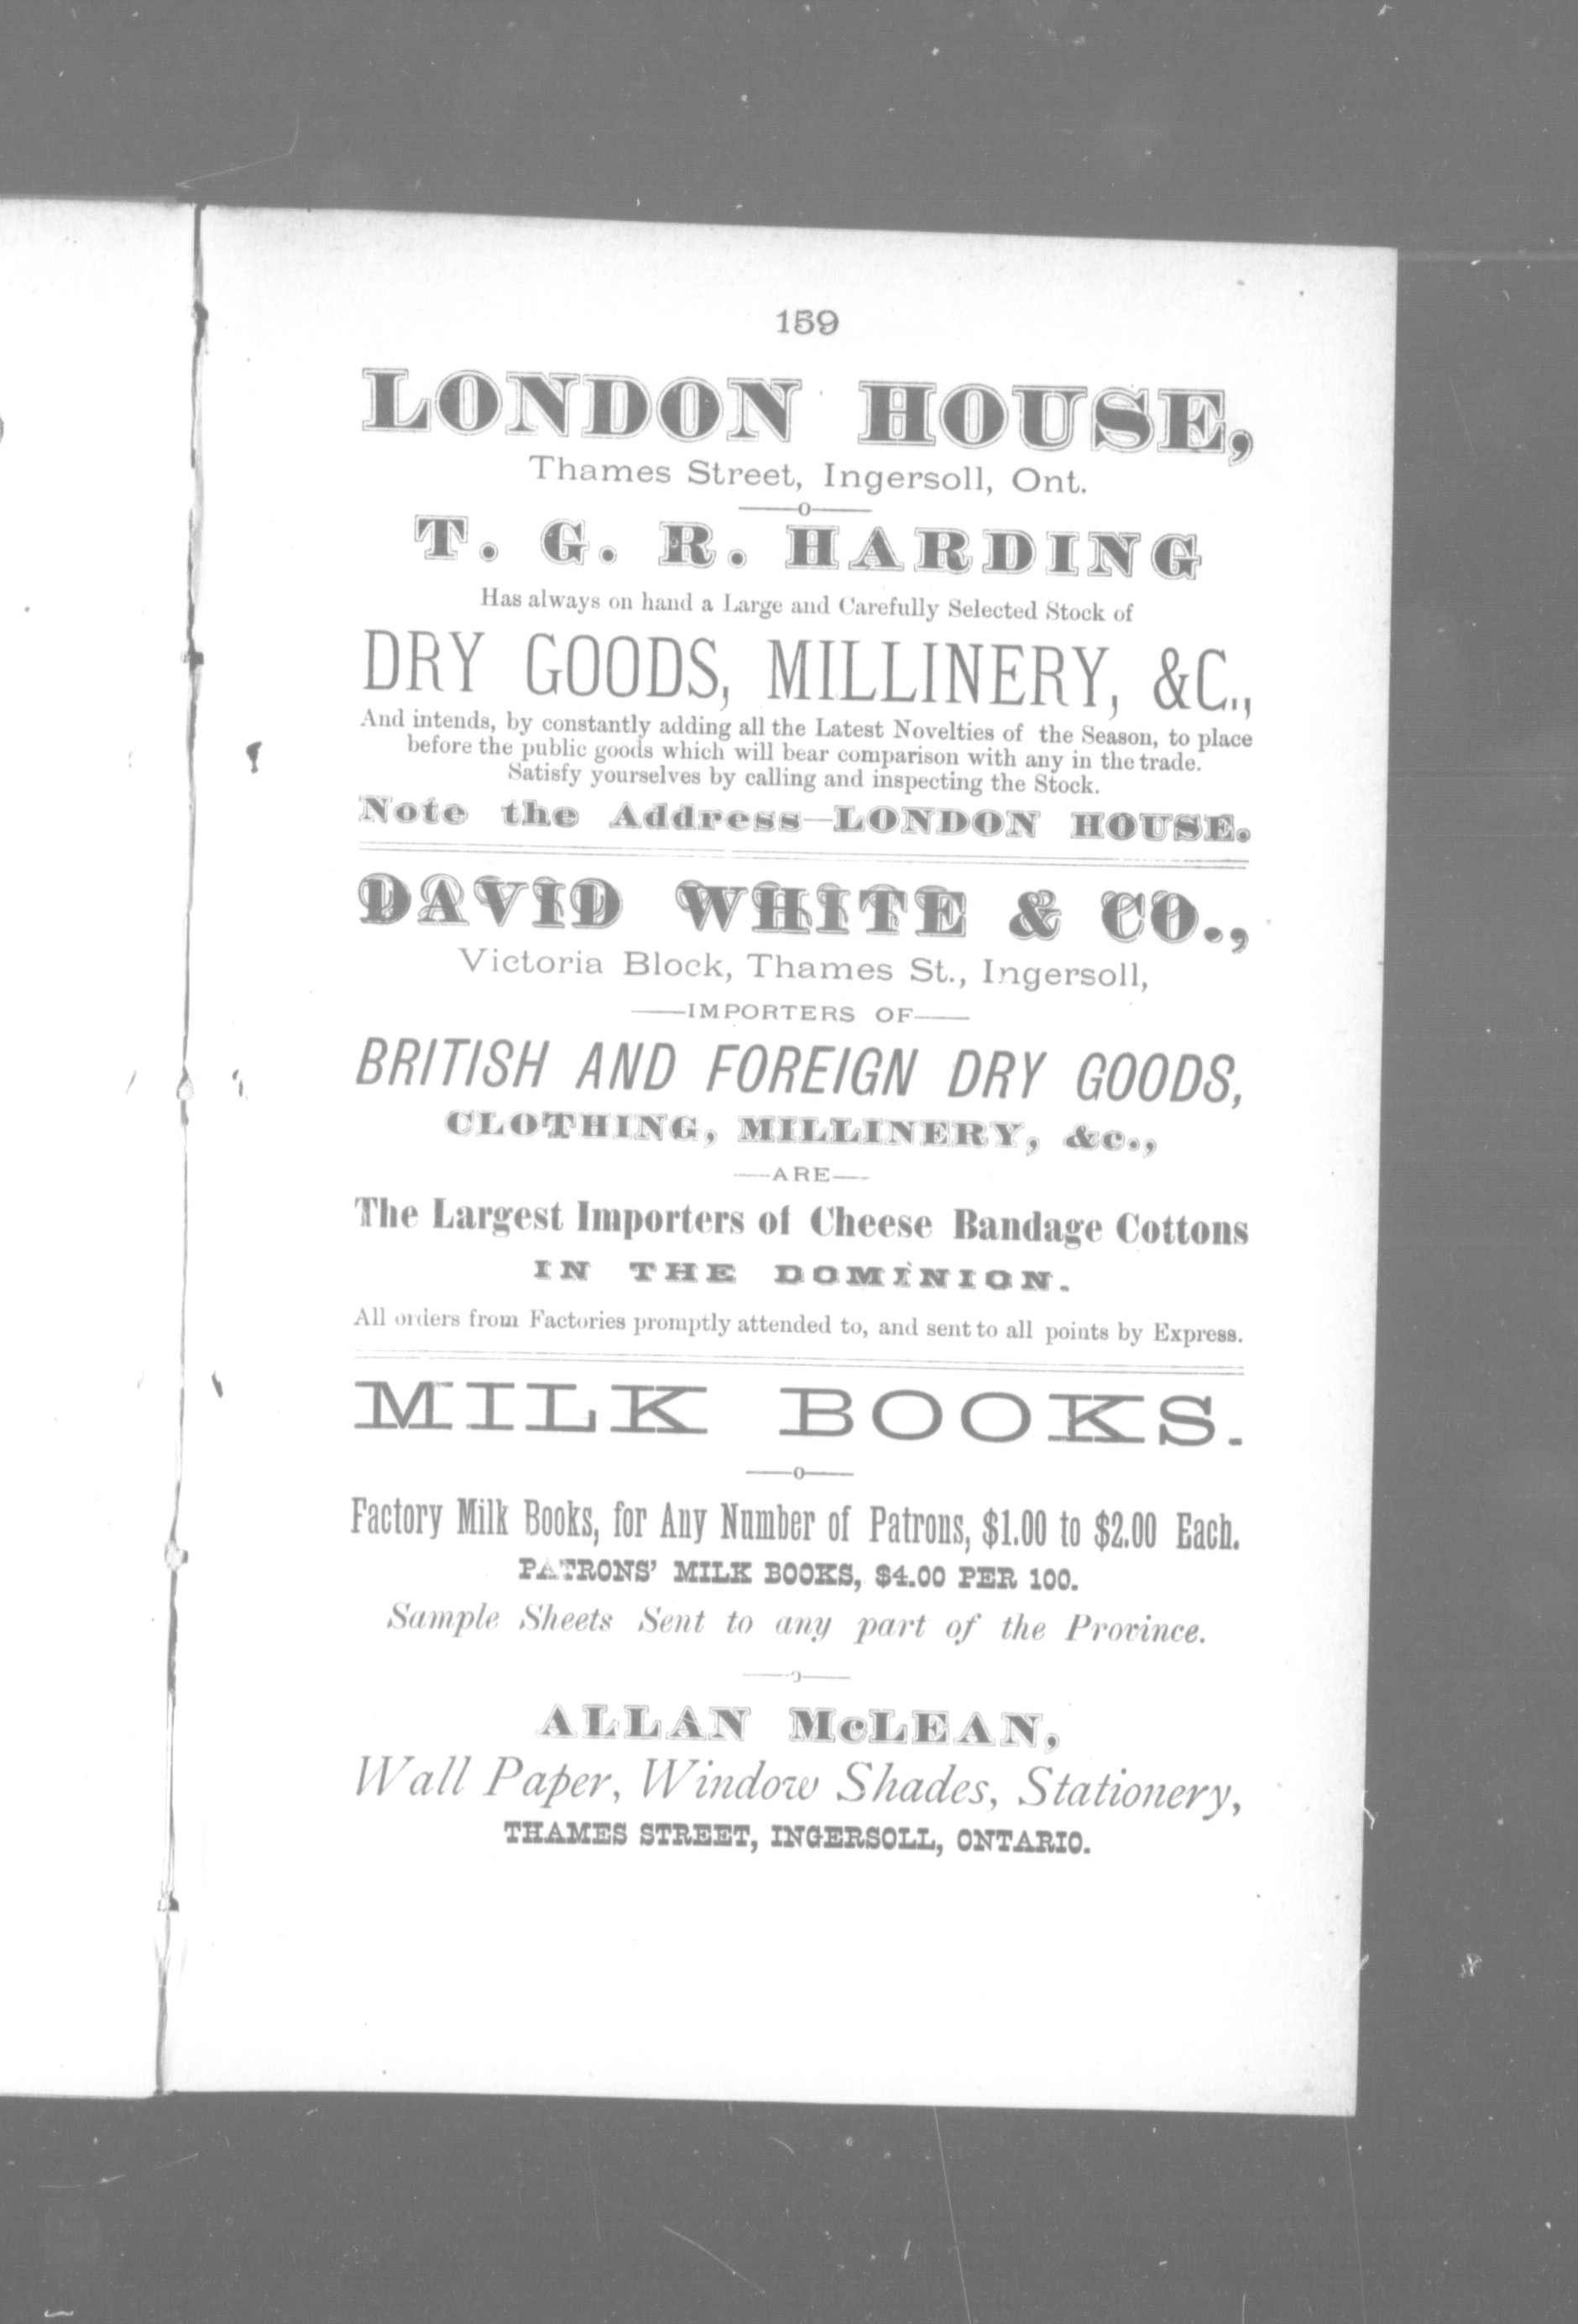 159
LONDON HOUSE,
Thames Street, Ingersoll, Ont.
——o——
T. G. R. HARDING
Has always on hand a Large and Carefully Selected Stock of
DRY GOODS, MILLINERY, &C.,
And intends, by constantly adding all the Latest Novelties of the Season, to place
before the public goods which will bear comparison with any in the trade.
Satisfy yourselves by calling and inspecting the Stock.
Note the Address—LONDON HOUSE.
DAVID WHITE & CO.,
Victoria Block, Thames St., Ingersoll,
——IMPORTERS OF——
BRITISH AND FOREIGN DRY GOODS,
CLOTHING, MILLINERY, &c.,
——ARE——
The Largest Importers of Cheese Bandage Cottons
IN THE DOMINION.
All orders from Factories promptly attended to, and sent to all points by Express.
MILK BOOKS.
——o——
Factory Milk Books, for Any Number of Patrons, $1.00 to $2.00 Each.
PATRONS' MILK BOOKS, $4.00 PER 100.
Sample Sheets Sent to any part of the Province.
——o——
ALLAN McLEAN,
Wall Paper, Window Shades, Stationery,
THAMES STREET, INGERSOLL, ONTARIO.